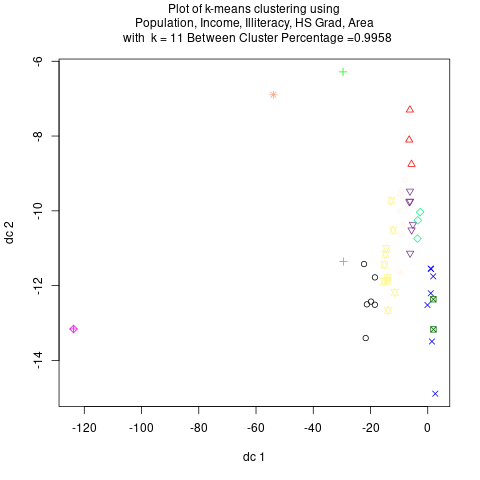 Plot of k-means clustering using
Population, Income, Illiteracy, HS Grad, Area
with k = 11 Between Cluster Percentage =0.9958
-6
-8
-10
-12
-14
dc 2
-120 -100 -80 -60 -40 -20 0
dc 1